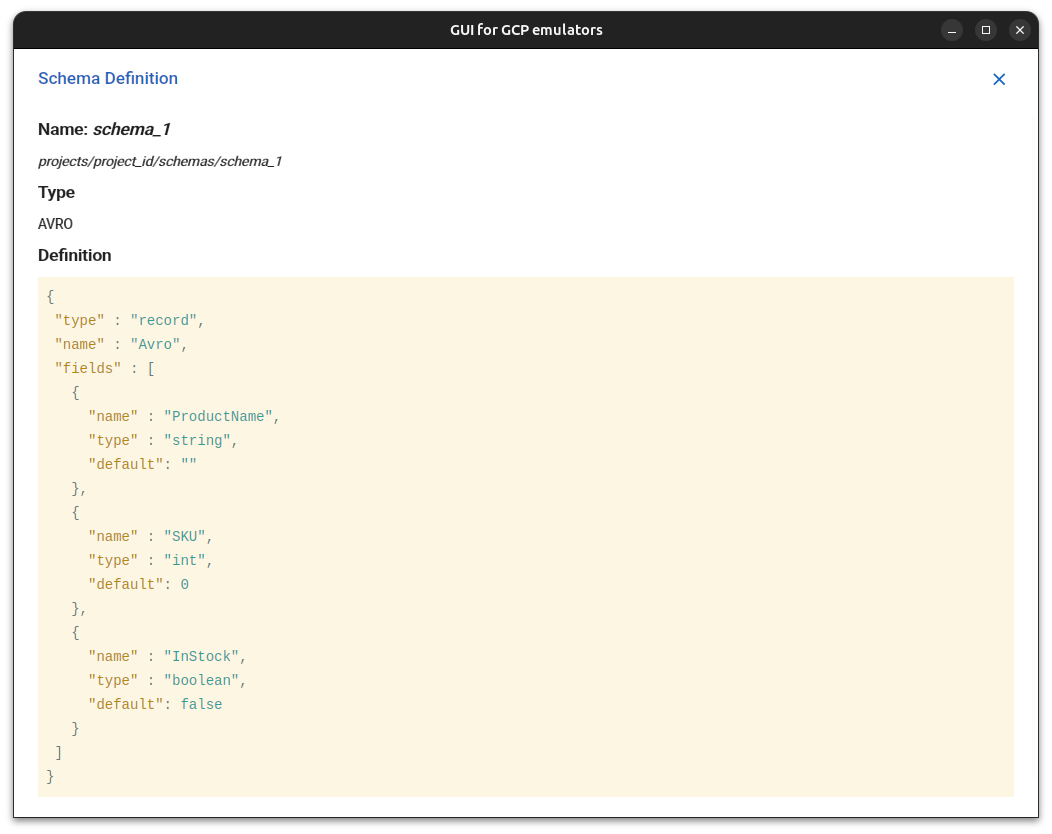 GUI for GCP emulators
Schema Definition
Name: schema_1
projects/project_id/schemas/schema_1
Type
AVRO
Definition
{
 "type" : "record",
 "name" : "Avro",
 "fields" : [
   {
     "name" : "ProductName",
     "type" : "string",
     "default": ""
   },
   {
     "name" : "SKU",
     "type" : "int",
     "default": 0
   },
   {
     "name" : "InStock",
     "type" : "boolean",
     "default": false
   }
 ]
}